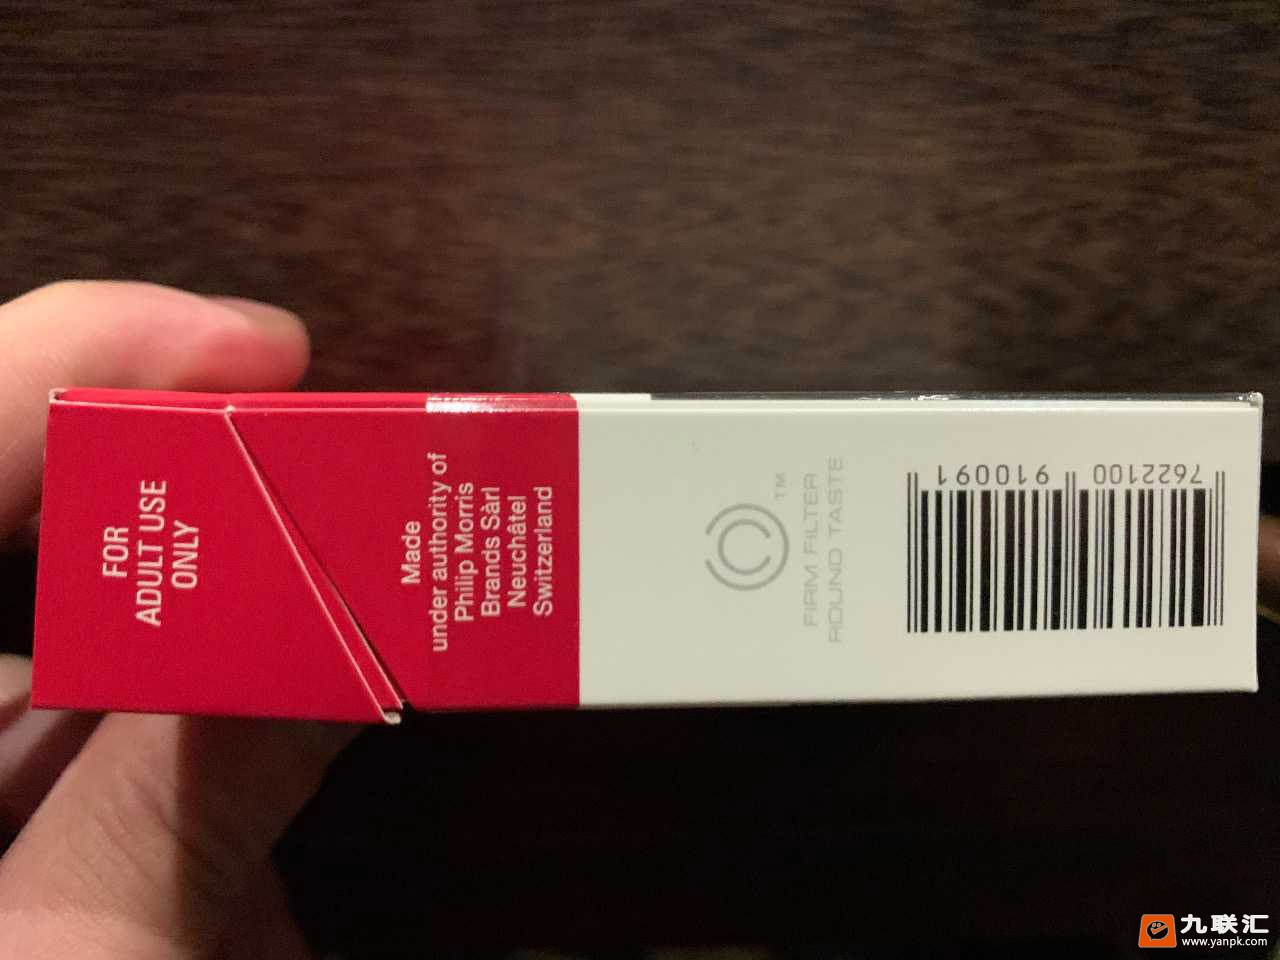 FOR
ADULT USE
ONLY
Made
under authority of
Philip Morris
Brands Sàrl
Neuchâtel
Switzerland
TM
FIRM FILTER
ROUND TASTE
7622100 910091
九联汇
www.yanpk.com